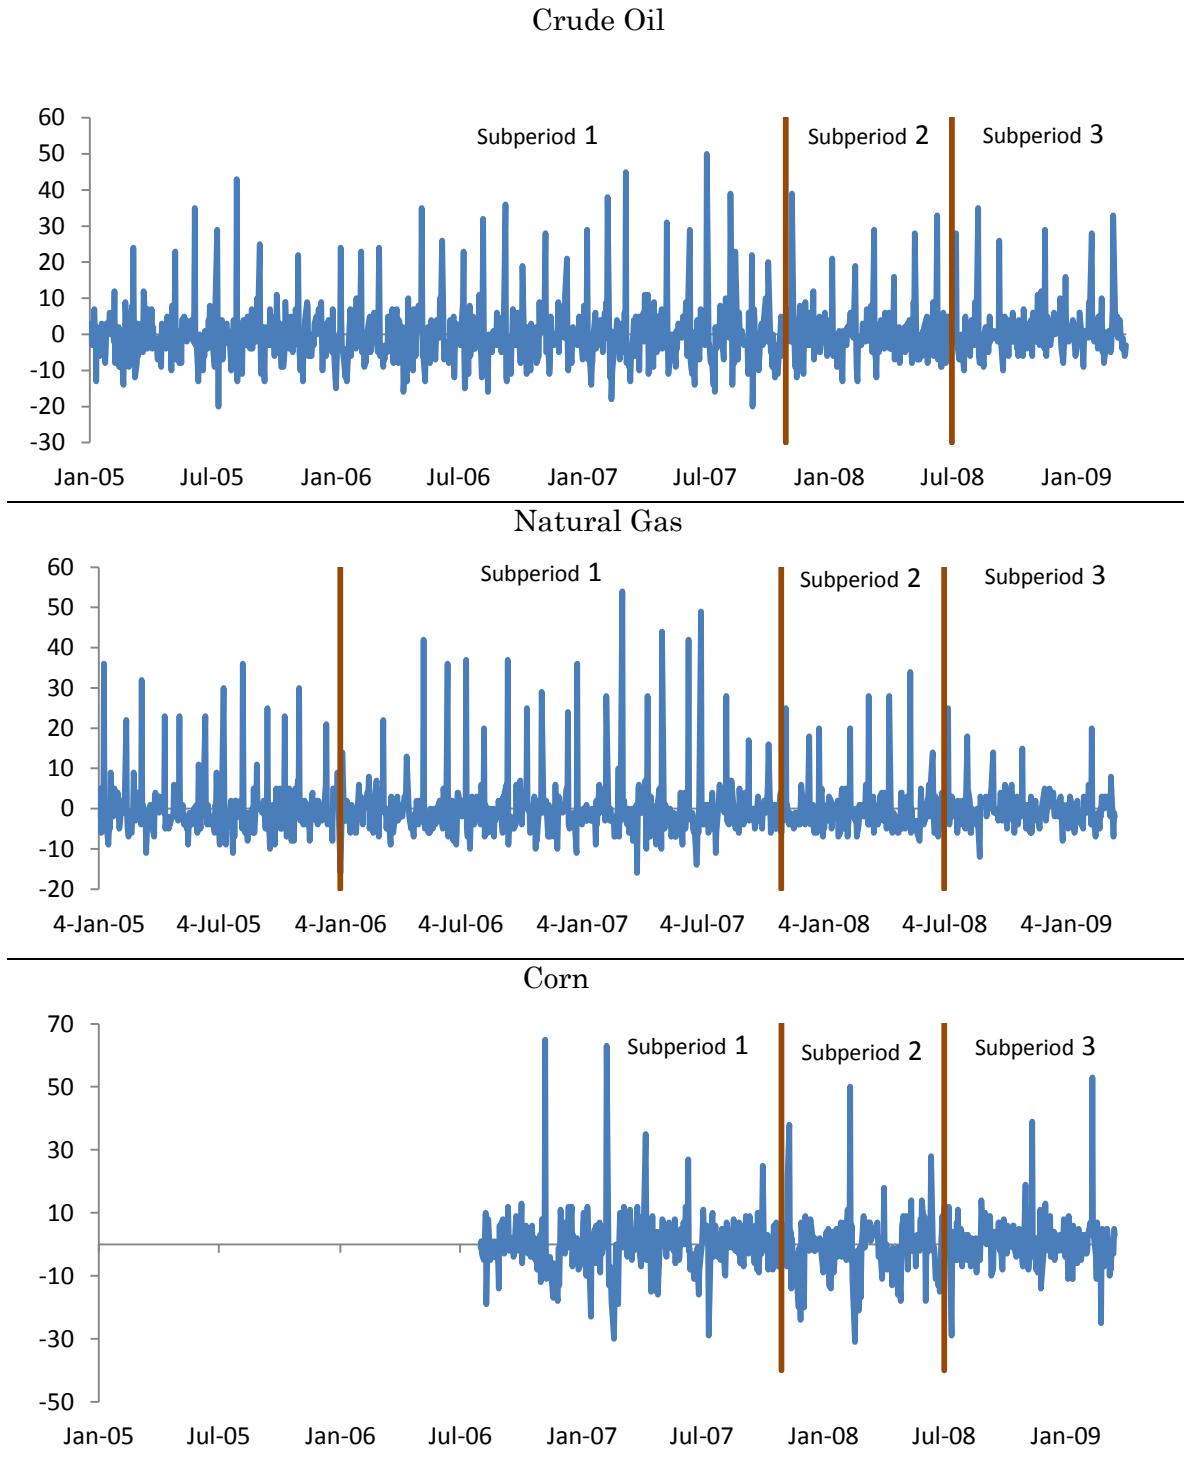 Crude Oil
Subperiod 1 Subperiod 2 Subperiod 3
60
50
40
30
20
10
0
-10
-20
-30
Jan-05 Jul-05 Jan-06 Jul-06 Jan-07 Jul-07 Jan-08 Jul-08 Jan-09
Natural Gas
Subperiod 1 Subperiod 2 Subperiod 3
60
50
40
30
20
10
0
-10
-20
4-Jan-05 4-Jul-05 4-Jan-06 4-Jul-06 4-Jan-07 4-Jul-07 4-Jan-08 4-Jul-08 4-Jan-09
Corn
Subperiod 1 Subperiod 2 Subperiod 3
70
50
30
10
-10
-30
-50
Jan-05 Jul-05 Jan-06 Jul-06 Jan-07 Jul-07 Jan-08 Jul-08 Jan-09